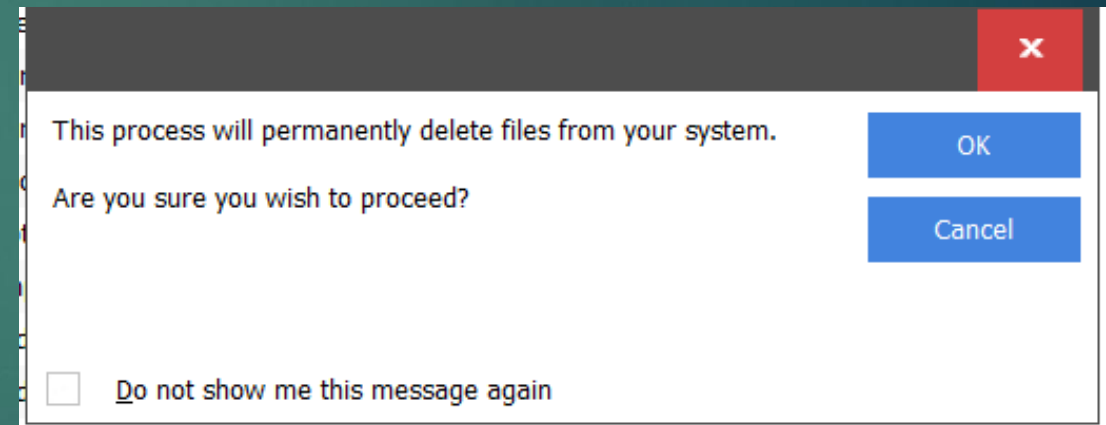 This process will permanently delete files from your system.
OK
Are you sure you wish to proceed?
Cancel
Do not show me this message again